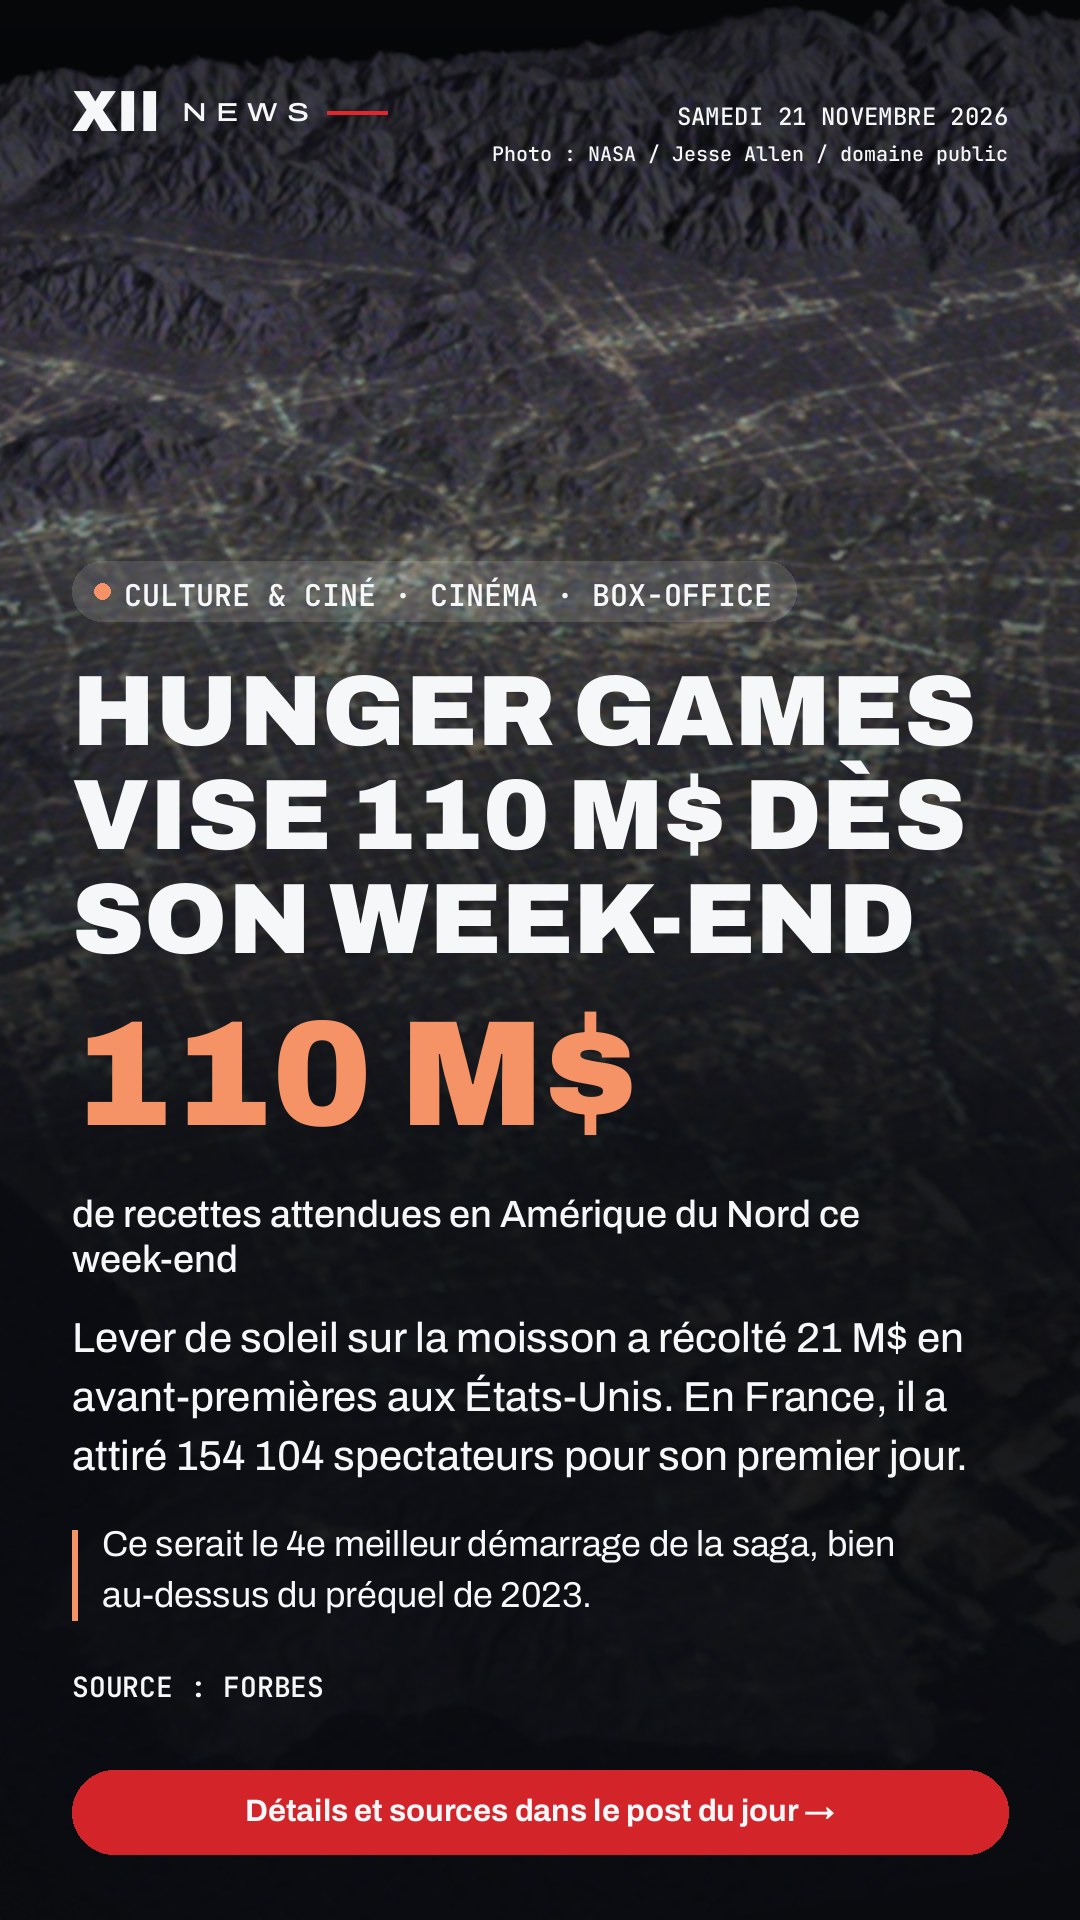 XII NEWS
SAMEDI 21 NOVEMBRE 2026
Photo : NASA / Jesse Allen / domaine public
CULTURE & CINÉ · CINÉMA · BOX-OFFICE
HUNGER GAMES
VISE 110 M$ DÈS
SON WEEK-END
110 M$
de recettes attendues en Amérique du Nord ce
week-end
Lever de soleil sur la moisson a récolté 21 M$ en
avant-premières aux États-Unis. En France, il a
attiré 154 104 spectateurs pour son premier jour.
Ce serait le 4e meilleur démarrage de la saga, bien
au-dessus du préquel de 2023.
SOURCE : FORBES
Détails et sources dans le post du jour →